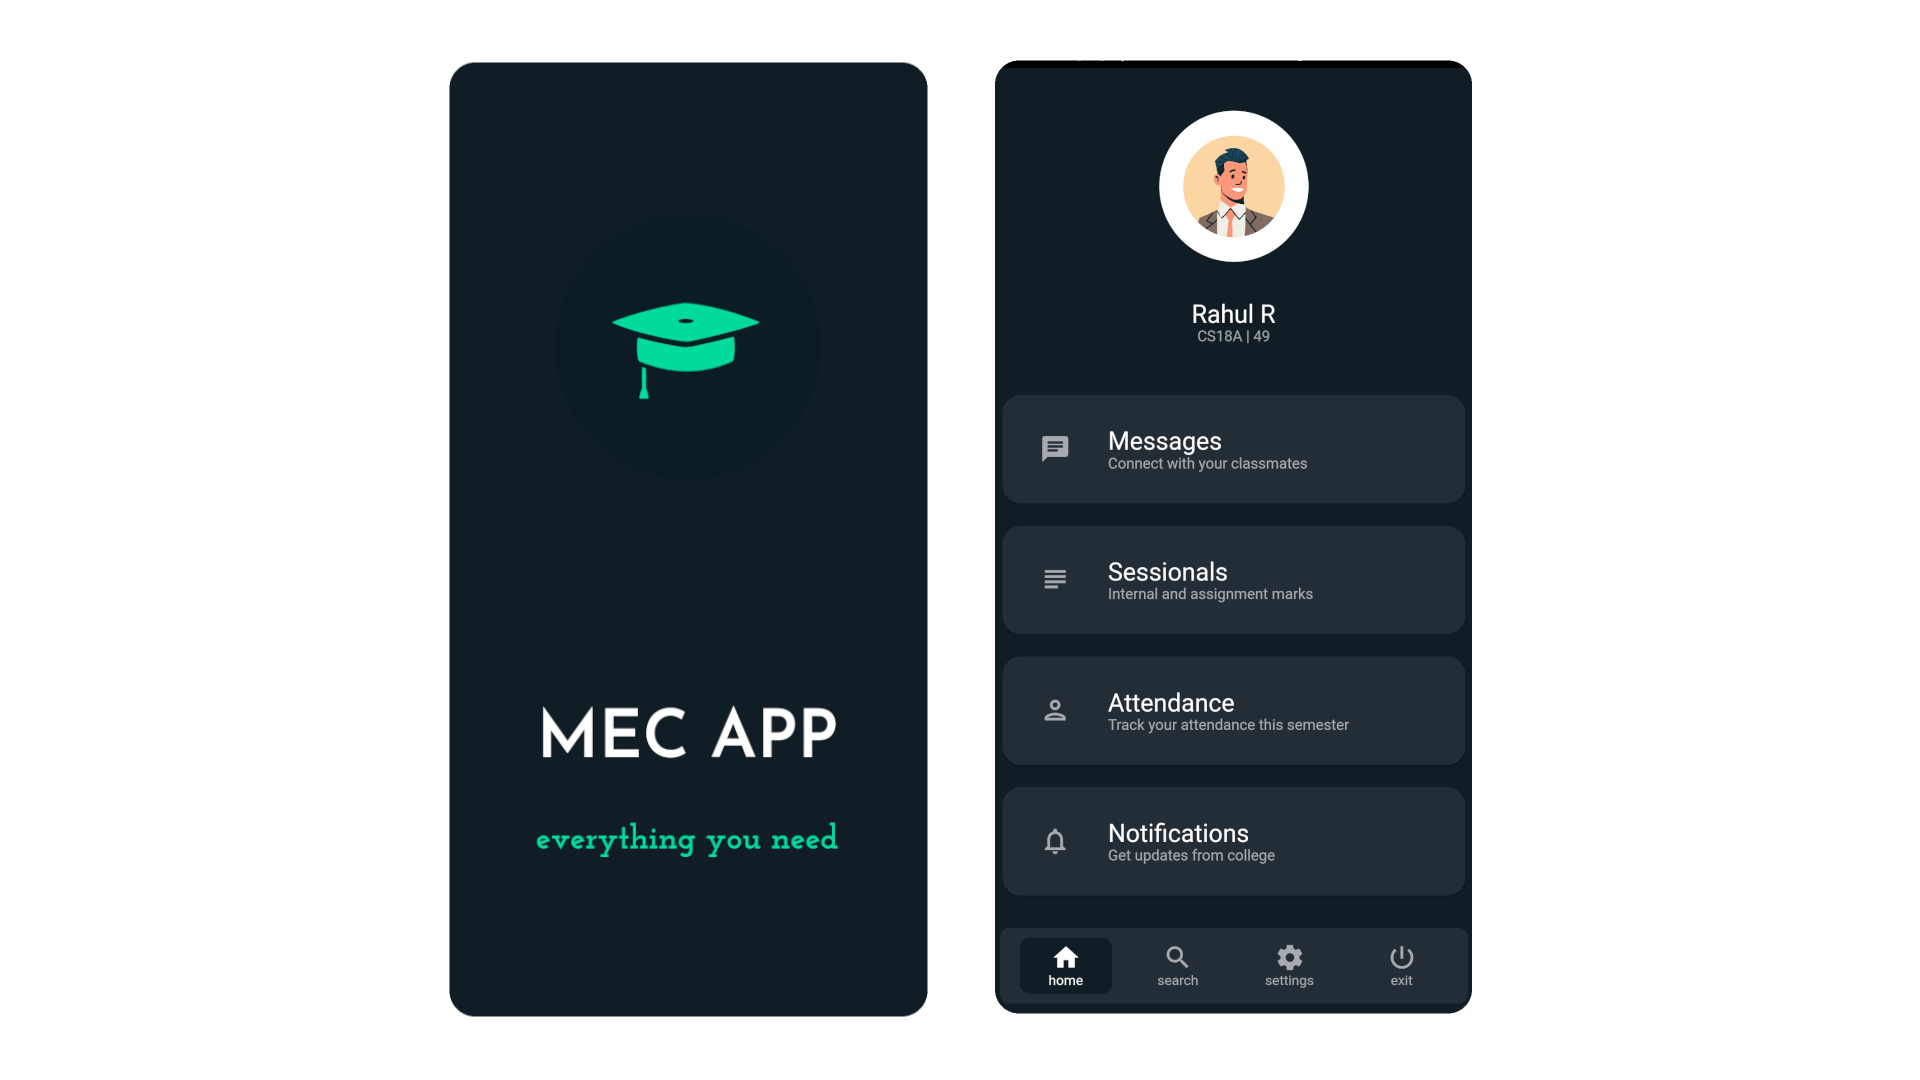 MEC APP
everything you need
Rahul R
CS18A | 49
Messages
Connect with your classmates
Sessionals
Internal and assignment marks
Attendance
Track your attendance this semester
Notifications
Get updates from college
home
search
settings
exit